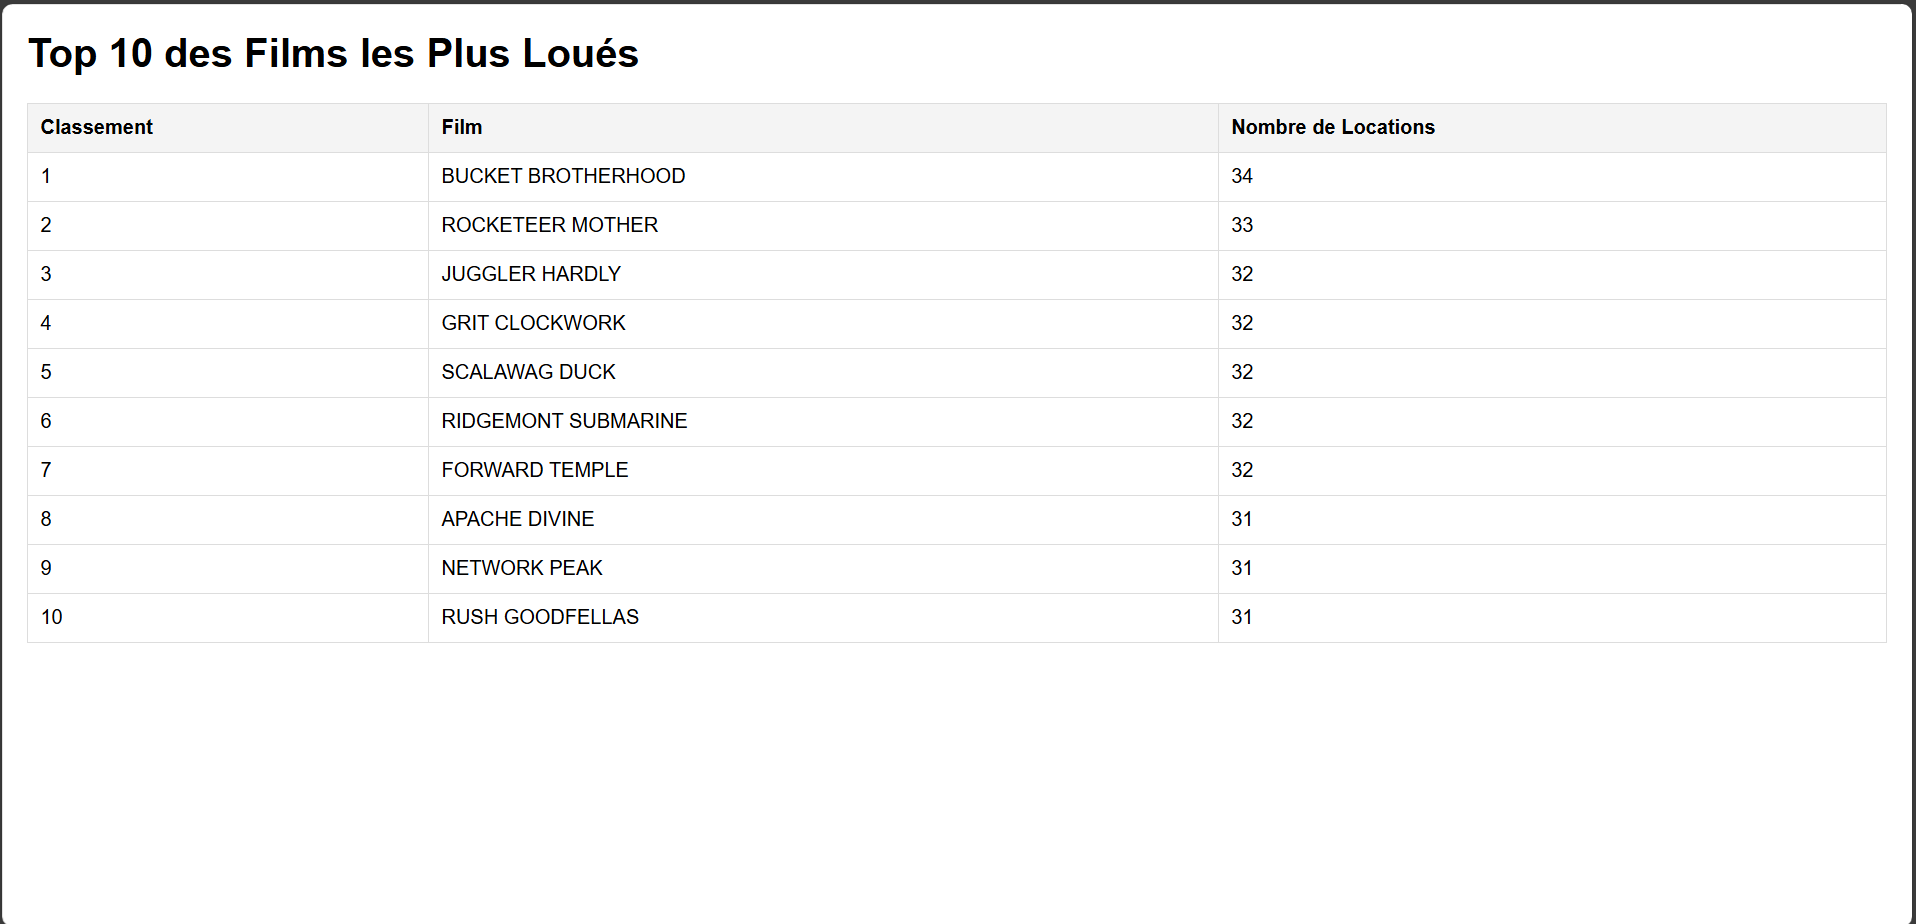 Top 10 des Films les Plus Loués
Classement Film Nombre de Locations
1 BUCKET BROTHERHOOD 34
2 ROCKETEER MOTHER 33
3 JUGGLER HARDLY 32
4 GRIT CLOCKWORK 32
5 SCALAWAG DUCK 32
6 RIDGEMONT SUBMARINE 32
7 FORWARD TEMPLE 32
8 APACHE DIVINE 31
9 NETWORK PEAK 31
10 RUSH GOODFELLAS 31